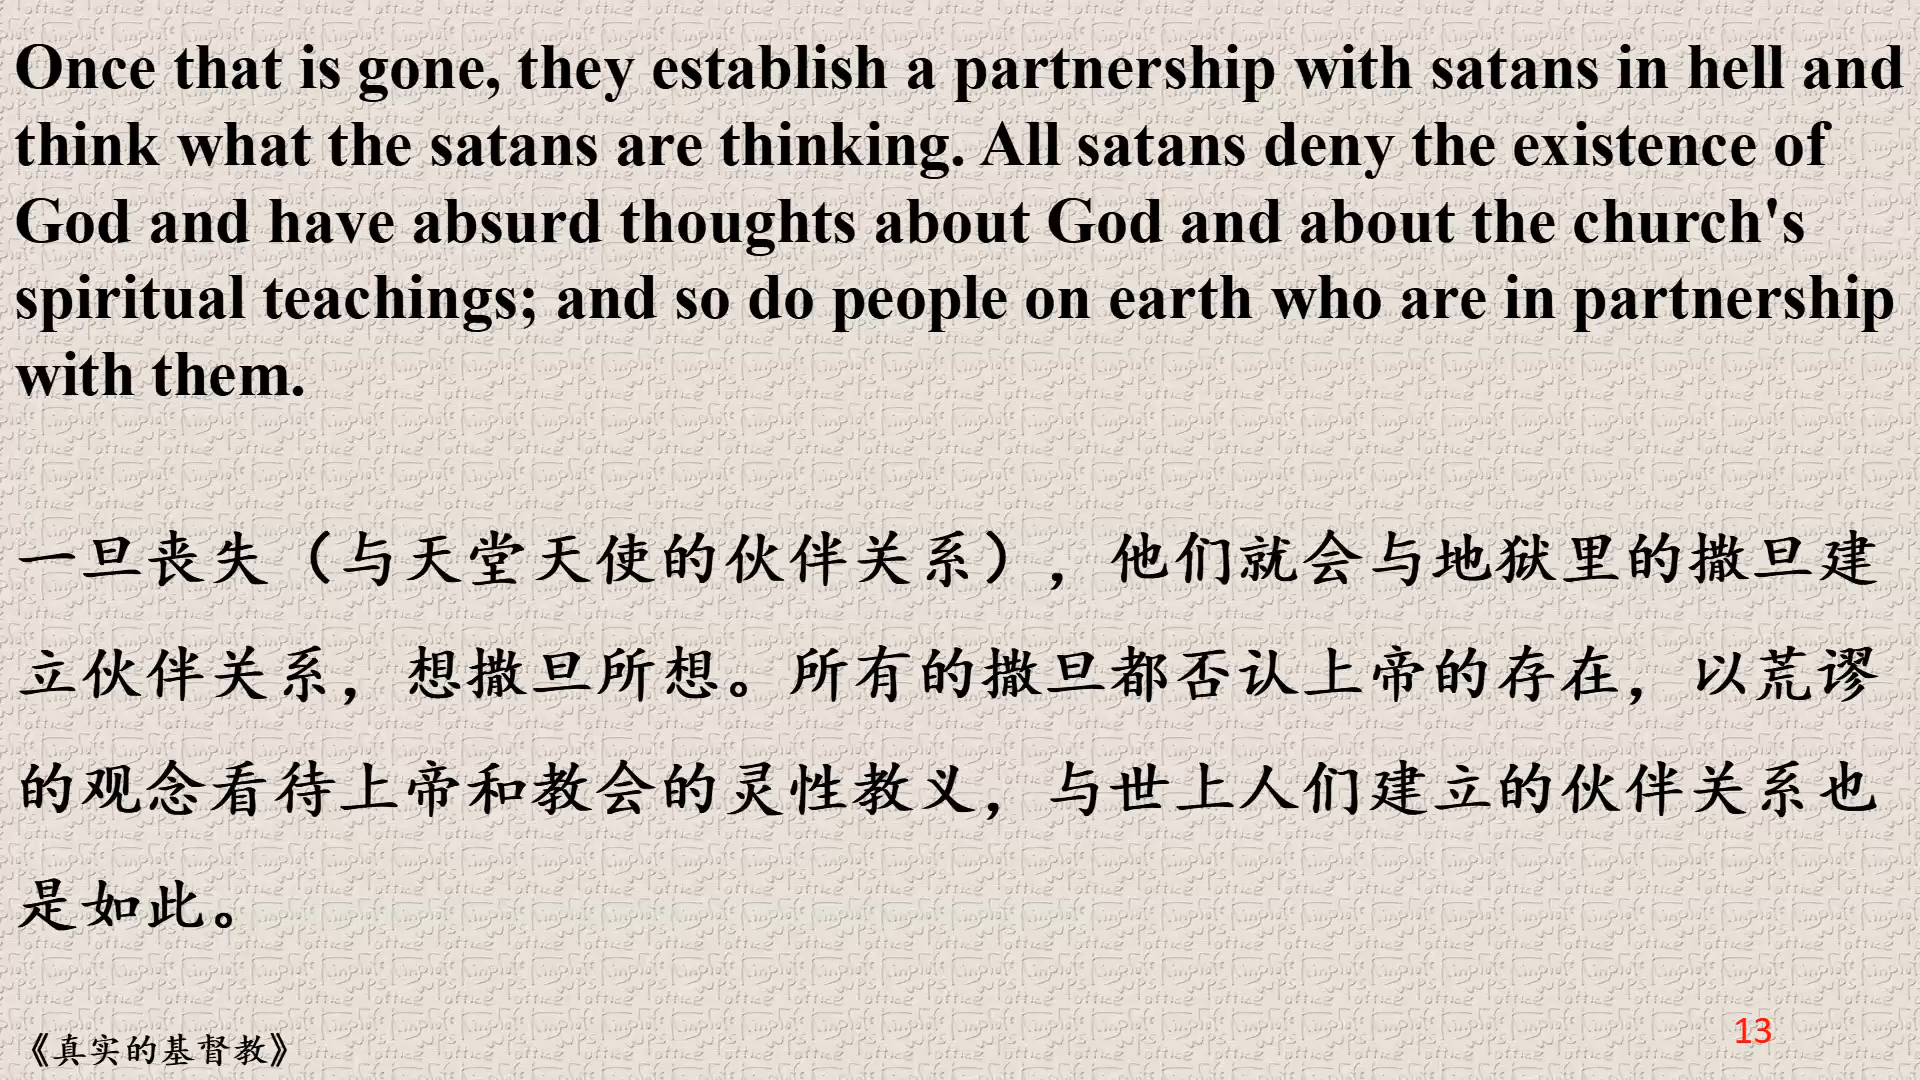 Once that is gone, they establish a partnership with satans in hell and
think what the satans are thinking. All satans deny the existence of
God and have absurd thoughts about God and about the church's
spiritual teachings; and so do people on earth who are in partnership
with them.
一旦丧失（与天堂天使的伙伴关系），他们就会与地狱里的撒旦建
立伙伴关系，想撒旦所想。所有的撒旦都否认上帝的存在，以荒谬
的观念看待上帝和教会的灵性教义，与世上人们建立的伙伴关系也
是如此。
《真实的基督教》
13